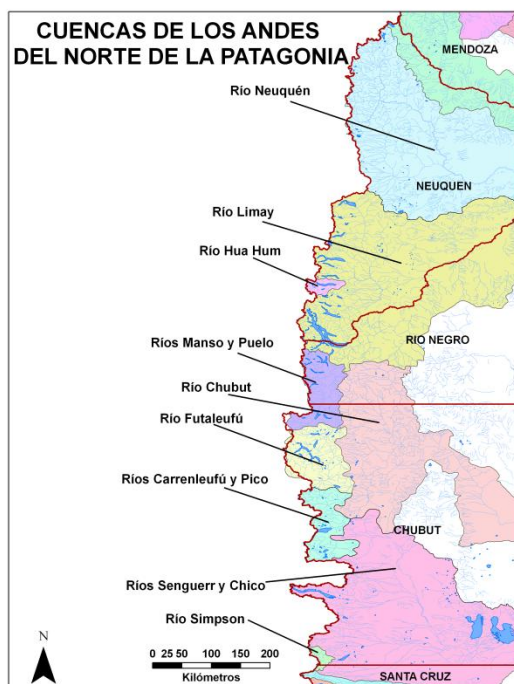 CUENCAS DE LOS ANDES
DEL NORTE DE LA PATAGONIA
MENDOZA
Río Neuquén
NEUQUEN
Río Limay
Río Hua Hum
RIO NEGRO
Ríos Manso y Puelo
Río Chubut
Río Futaleufú
Ríos Carrenleufú y Pico
CHUBUT
Ríos Senguerr y Chico
Río Simpson
N
0 25 50 100 150 200
Kilómetros
SANTA CRUZ